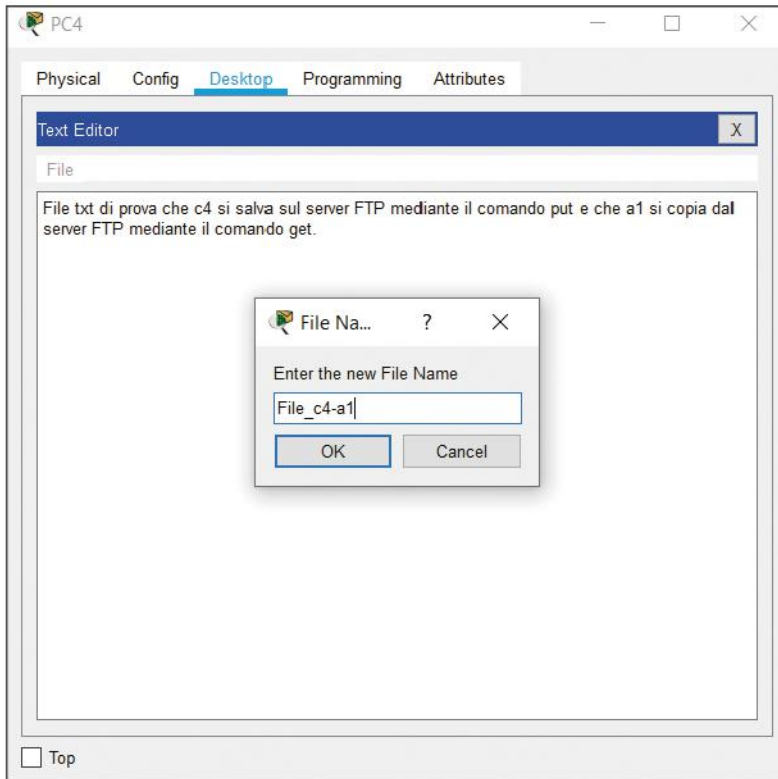 PC4
Physical Config Desktop Programming Attributes
Text Editor
X
File
File txt di prova che c4 si salva sul server FTP mediante il comando put e che a1 si copia dal
server FTP mediante il comando get.
File Na... ?
Enter the new File Name
File_c4-a1
OK Cancel
Top